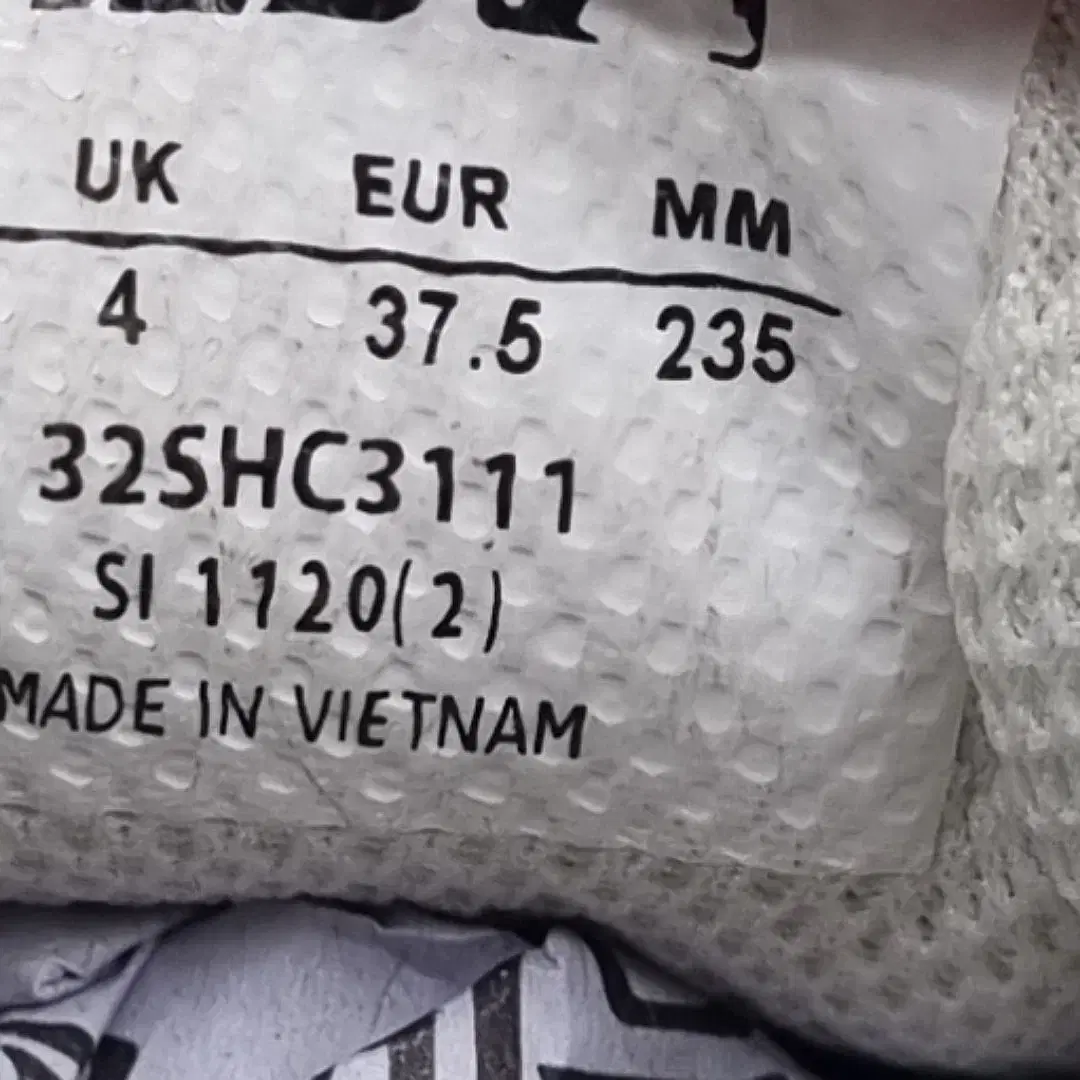 UK EUR MM
4 37.5 235
32SHC3111
SI 1120(2)
MADE IN VIETNAM